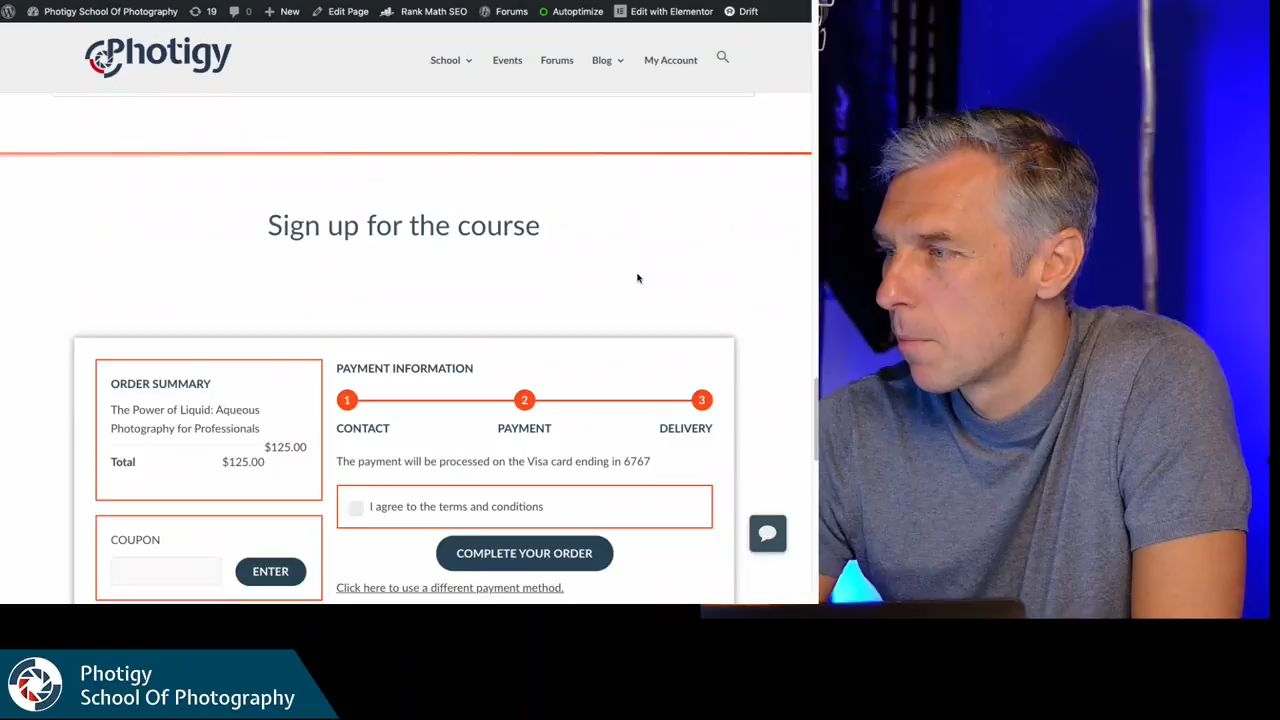 Photigy School Of Photography 19 0 + New Edit Page Rank Math SEO Forums Autoptimize Edit with Elementor Drift
Photigy
School Events Forums Blog My Account
Sign up for the course
ORDER SUMMARY
The Power of Liquid: Aqueous
Photography for Professionals
$125.00
Total $125.00
COUPON
ENTER
PAYMENT INFORMATION
1 2 3
CONTACT PAYMENT DELIVERY
The payment will be processed on the Visa card ending in 6767
I agree to the terms and conditions
COMPLETE YOUR ORDER
Click here to use a different payment method.
Photigy
School Of Photography